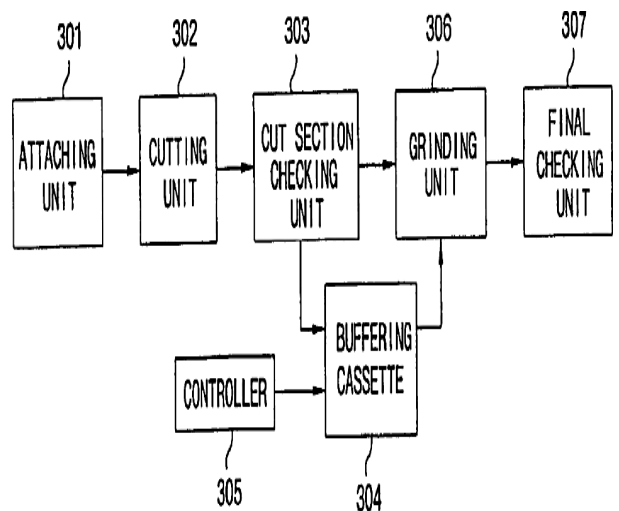 301
302
303
306
307
ATTACHING
UNIT
CUTTING
UNIT
CUT SECTION
CHECKING
UNIT
GRINDING
UNIT
FINAL
CHECKING
UNIT
BUFFERING
CASSETTE
CONTROLLER
305
304